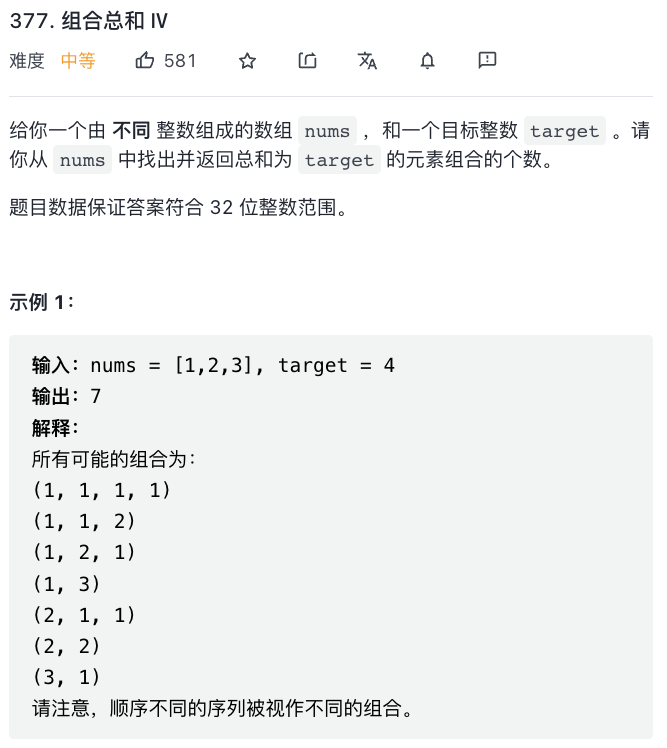 377. 组合总和 Ⅳ
难度 中等 581
给你一个由 不同 整数组成的数组 nums ，和一个目标整数 target 。请
你从 nums 中找出并返回总和为 target 的元素组合的个数。
题目数据保证答案符合 32 位整数范围。
示例 1：
输入：nums = [1,2,3], target = 4
输出：7
解释：
所有可能的组合为：
(1, 1, 1, 1)
(1, 1, 2)
(1, 2, 1)
(1, 3)
(2, 1, 1)
(2, 2)
(3, 1)
请注意，顺序不同的序列被视作不同的组合。